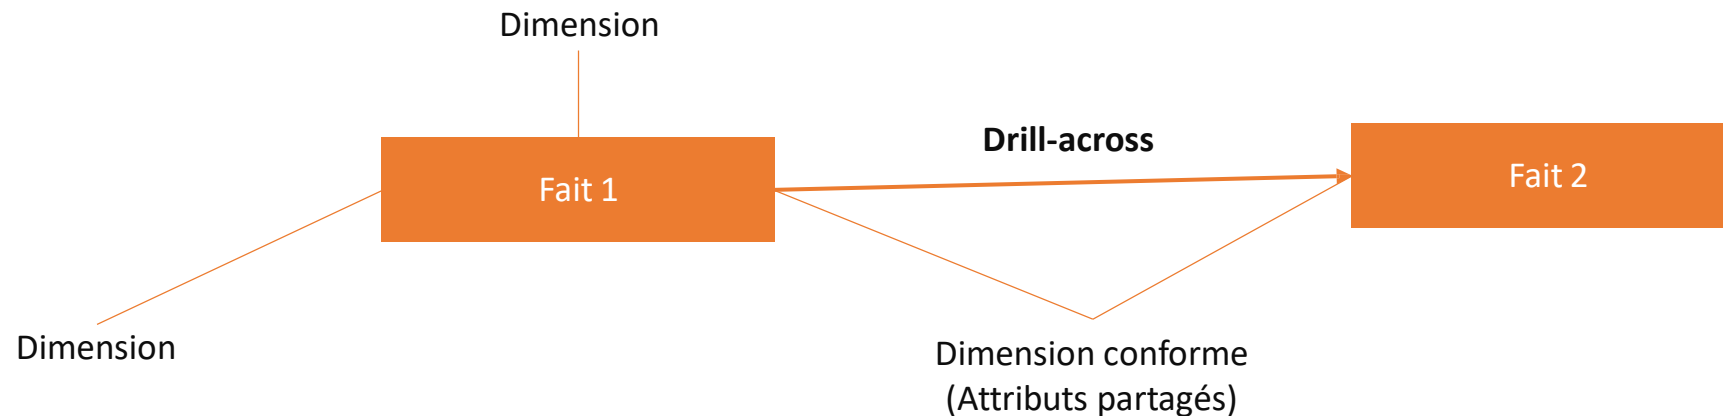 Dimension
Drill-across
Fait 1
Fait 2
Dimension
Dimension conforme
(Attributs partagés)